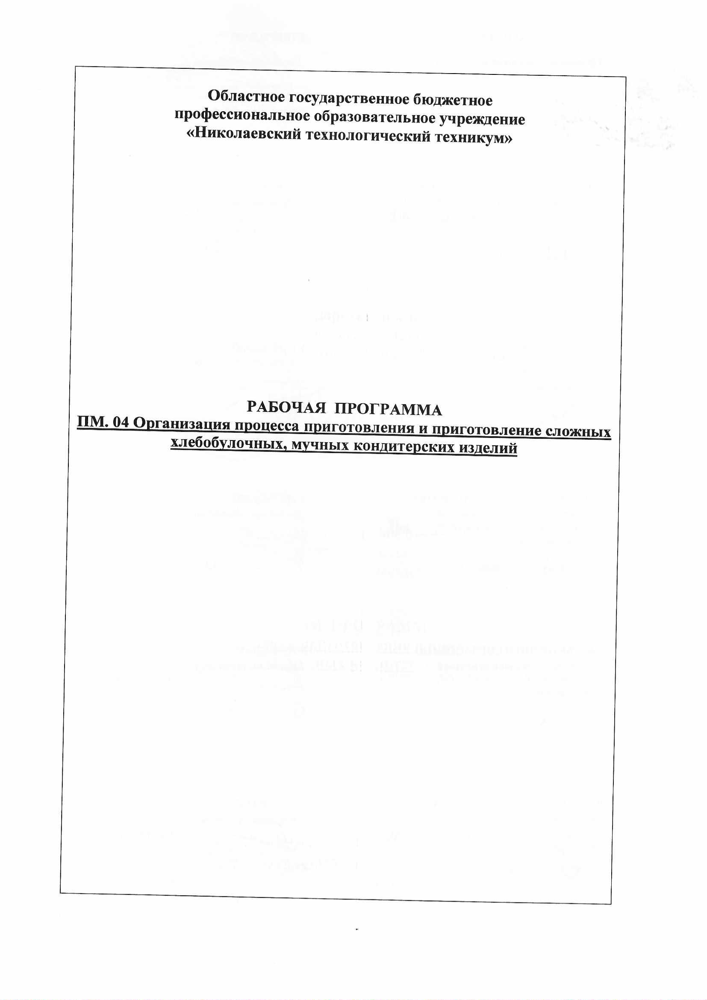 Областное государственное бюджетное
профессиональное образовательное учреждение
«Николаевский технологический техникум»
РАБОЧАЯ ПРОГРАММА
ПМ. 04 Организация процесса приготовления и приготовление сложных
хлебобулочных, мучных кондитерских изделий